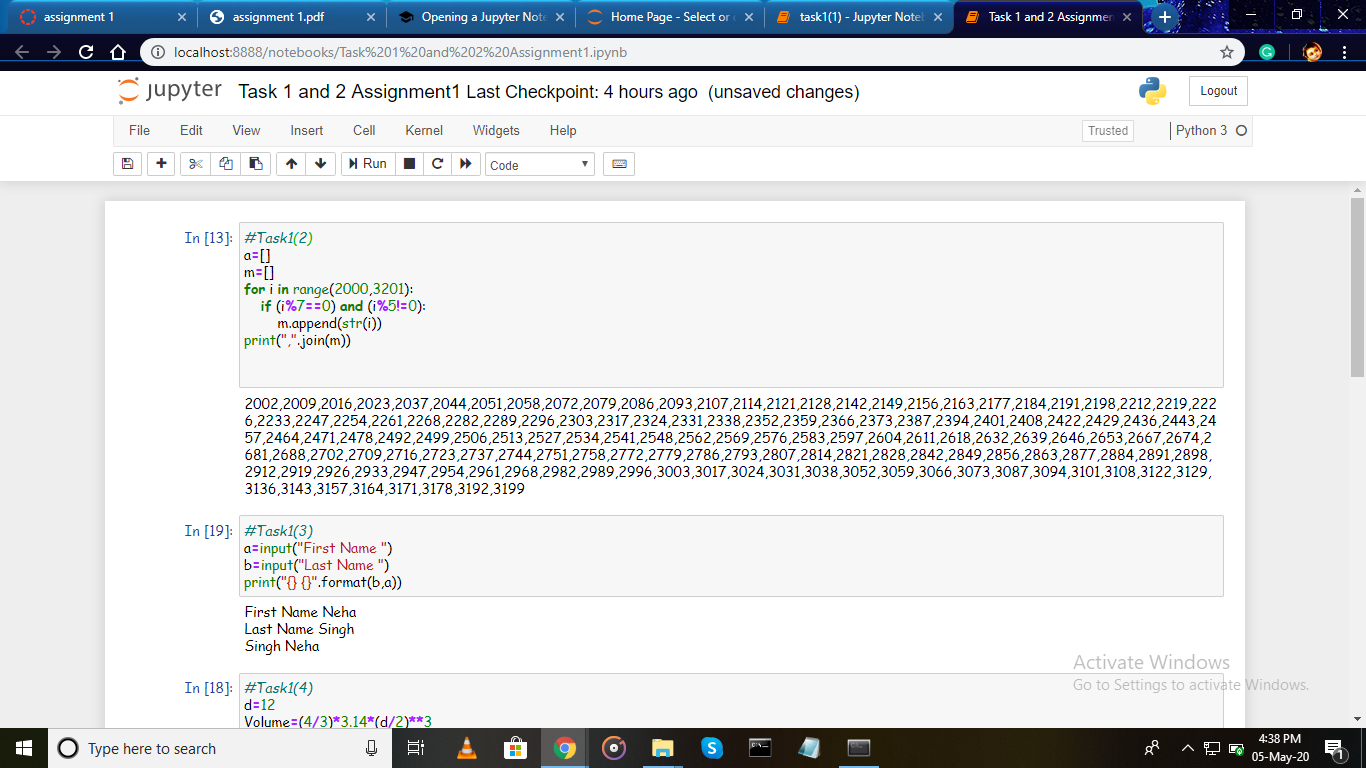 assignment 1
assignment 1.pdf
Opening a Jupyter Note
Home Page - Select or
task1(1) - Jupyter Noteb
Task 1 and 2 Assignmen
localhost:8888/notebooks/Task%201%20and%202%20Assignment1.ipynb
jupyter Task 1 and 2 Assignment1 Last Checkpoint: 4 hours ago (unsaved changes)
Logout
File Edit View Insert Cell Kernel Widgets Help
Trusted
Python 3
Run
Code
In [13]: #Task1(2)
a=[]
m=[]
for i in range(2000,3201):
    if (i%7==0) and (i%5!=0):
        m.append(str(i))
print(",".join(m))
2002,2009,2016,2023,2037,2044,2051,2058,2072,2079,2086,2093,2107,2114,2121,2128,2142,2149,2156,2163,2177,2184,2191,2198,2212,2219,222
6,2233,2247,2254,2261,2268,2282,2289,2296,2303,2317,2324,2331,2338,2352,2359,2366,2373,2387,2394,2401,2408,2422,2429,2436,2443,24
57,2464,2471,2478,2492,2499,2506,2513,2527,2534,2541,2548,2562,2569,2576,2583,2597,2604,2611,2618,2632,2639,2646,2653,2667,2674,2
681,2688,2702,2709,2716,2723,2737,2744,2751,2758,2772,2779,2786,2793,2807,2814,2821,2828,2842,2849,2856,2863,2877,2884,2891,2898,
2912,2919,2926,2933,2947,2954,2961,2968,2982,2989,2996,3003,3017,3024,3031,3038,3052,3059,3066,3073,3087,3094,3101,3108,3122,3129,
3136,3143,3157,3164,3171,3178,3192,3199
In [19]: #Task1(3)
a=input("First Name ")
b=input("Last Name ")
print("{} {}".format(b,a))
First Name Neha
Last Name Singh
Singh Neha
In [18]: #Task1(4)
d=12
Volume=(4/3)*3.14*(d/2)**3
Activate Windows
Go to Settings to activate Windows.
Type here to search
4:38 PM
05-May-20
1